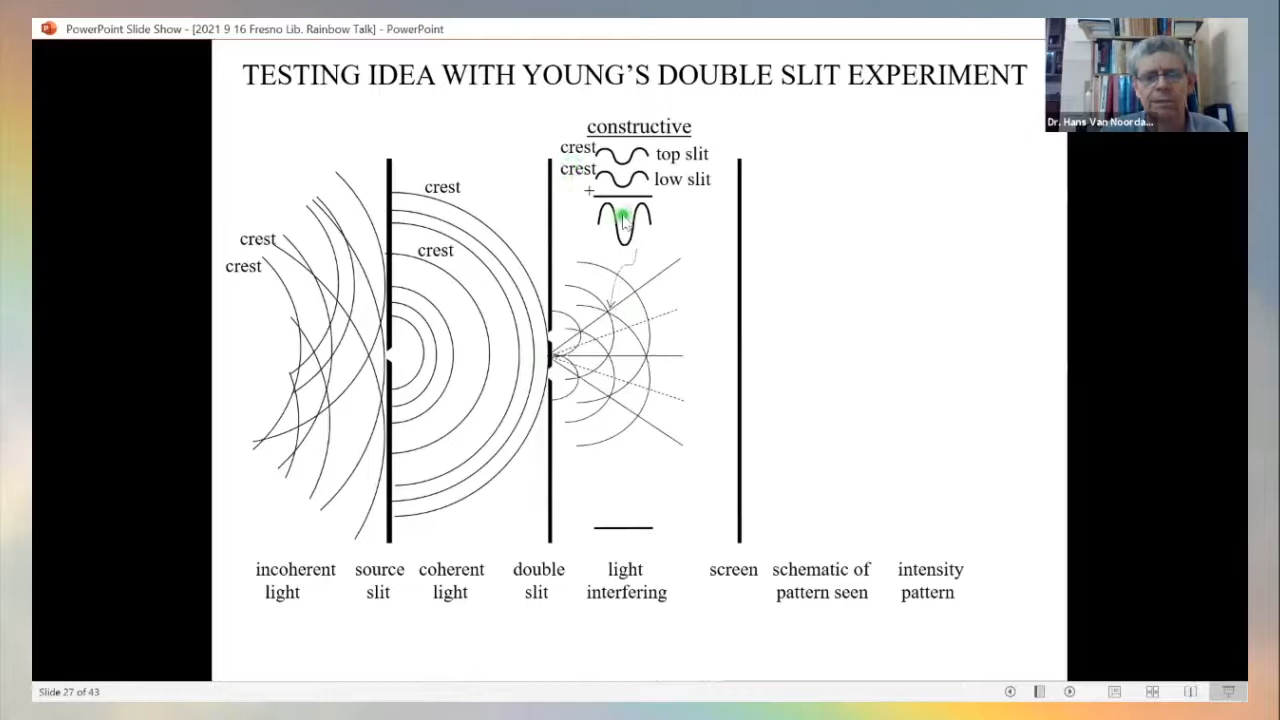 PowerPoint Slide Show - [2021 9 16 Fresno Lib. Rainbow Talk] - PowerPoint
TESTING IDEA WITH YOUNG'S DOUBLE SLIT EXPERIMENT
Dr. Hans Van Noorda...
constructive
crest top slit
crest low slit
+
crest
crest
crest
crest
incoherent light
source slit
coherent light
double slit
light interfering
screen
schematic of pattern seen
intensity pattern
Slide 27 of 43